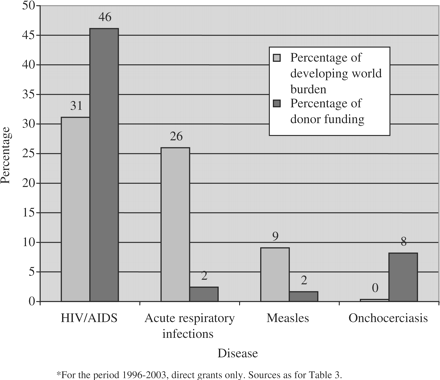 50
45
40
35
30
25
20
15
10
5
0
Percentage
31
46
26
2
9
2
0
8
Percentage of
developing world
burden
Percentage of
donor funding
HIV/AIDS
Acute respiratory
infections
Measles
Onchocerciasis
Disease
*For the period 1996-2003, direct grants only. Sources as for Table 3.